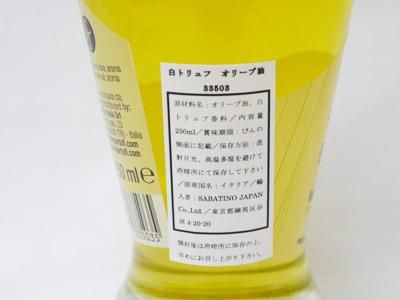 白トリュフ　オリーブ油
33503
原材料名：オリーブ油、白
トリュフ香料／内容量
250ml／賞味期限：びんの
側面に記載／保存方法：直
射日光、高温多湿を避けて
冷暗所にて保存して下さい
／原産国名：イタリア／輸
入者：SABATINO JAPAN
Co.,Ltd.／東京都練馬区谷
原 4-20-20
開封後は冷暗所に保存の上、
早めにお召し上がり下さい。
aroma
Italia
ml e